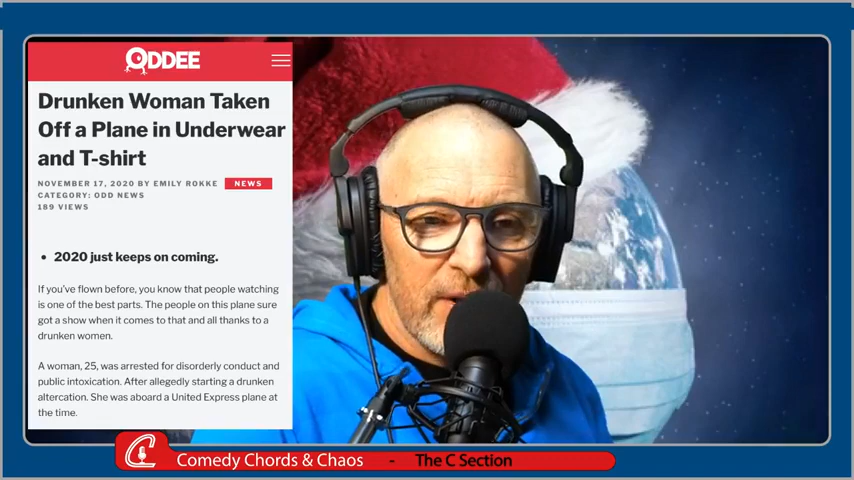 ODDEE
Drunken Woman Taken
Off a Plane in Underwear
and T-shirt
NOVEMBER 17, 2020 BY EMILY ROKKE NEWS
CATEGORY: ODD NEWS
189 VIEWS
• 2020 just keeps on coming.
If you've flown before, you know that people watching
is one of the best parts. The people on this plane sure
got a show when it comes to that and all thanks to a
drunken women.
A woman, 25, was arrested for disorderly conduct and
public intoxication. After allegedly starting a drunken
altercation. She was aboard a United Express plane at
the time.
Comedy Chords & Chaos - The C Section